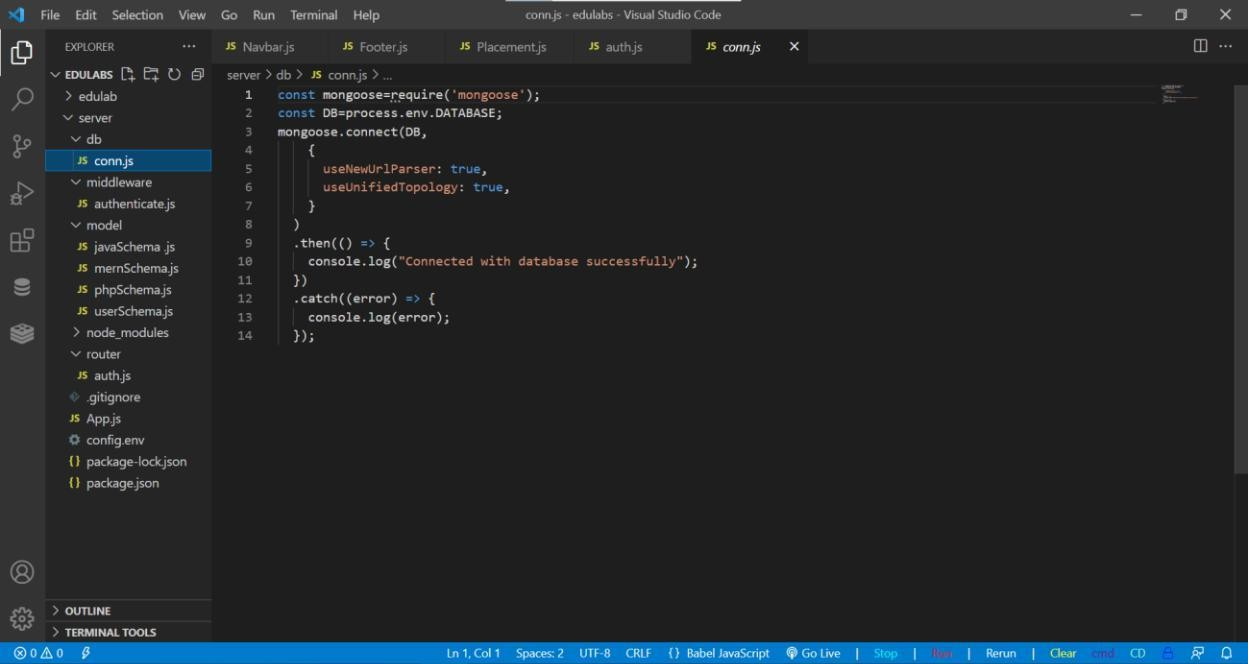 File Edit Selection View Go Run Terminal Help
conn.js - edulabs - Visual Studio Code
EXPLORER
EDULABS
edulab
server
db
JS conn.js
middleware
JS authenticate.js
model
JS javaSchema .js
JS mernSchema.js
JS phpSchema.js
JS userSchema.js
node_modules
router
JS auth.js
.gitignore
JS App.js
config.env
{} package-lock.json
{} package.json
OUTLINE
TERMINAL TOOLS
JS Navbar.js JS Footer.js JS Placement.js JS auth.js JS conn.js
server > db > JS conn.js > ...
1 const mongoose=require('mongoose');
2 const DB=process.env.DATABASE;
3 mongoose.connect(DB,
4 {
5 useNewUrlParser: true,
6 useUnifiedTopology: true,
7 }
8 )
9 .then(() => {
10 console.log("Connected with database successfully");
11 })
12 .catch((error) => {
13 console.log(error);
14 });
0 0 Ln 1, Col 1 Spaces: 2 UTF-8 CRLF {} Babel JavaScript Go Live | Stop | Run | Rerun | Clear cmd CD